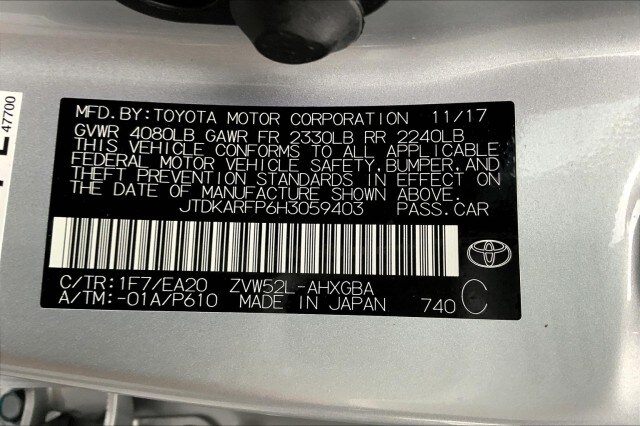 MFD.BY:TOYOTA MOTOR CORPORATION 11/17
GVWR 4080LB GAWR FR 2330LB RR 2240LB
THIS VEHICLE CONFORMS TO ALL APPLICABLE
FEDERAL MOTOR VEHICLE SAFETY,BUMPER,AND
THEFT PREVENTION STANDARDS IN EFFECT ON
THE DATE OF MANUFACTURE SHOWN ABOVE.
JTDKARFP6H3059403 PASS.CAR
C/TR:1F7/EA20 ZVW52L-AHXGBA
A/TM:-01A/P610 MADE IN JAPAN 740 C
47700